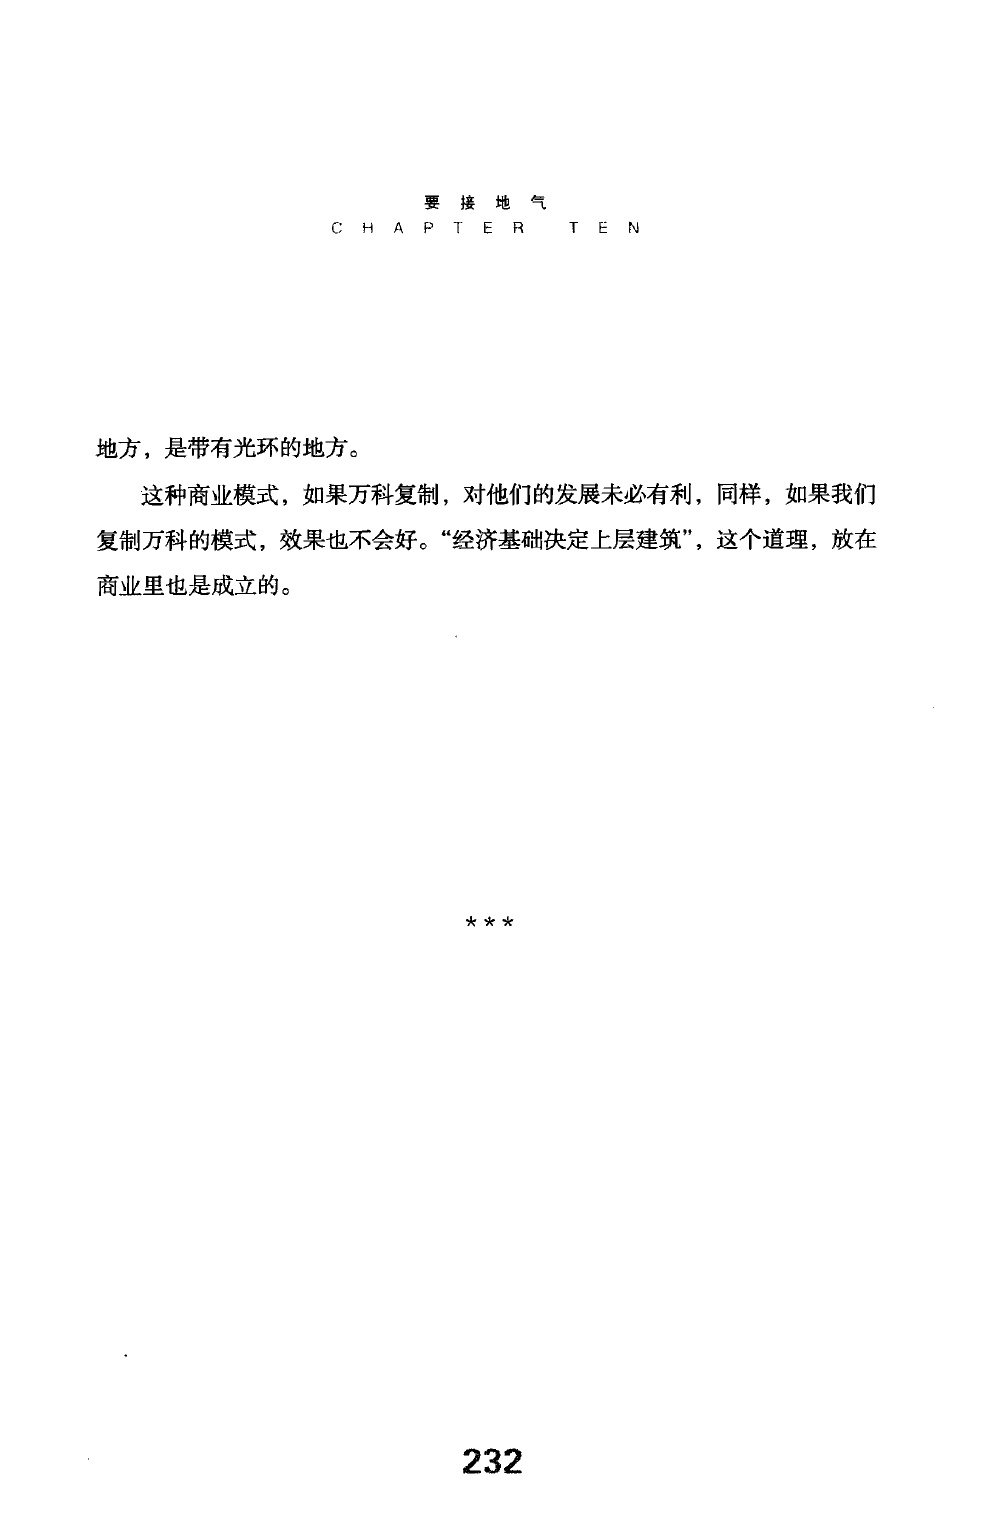 要接地气
CHAPTER TEN
地方，是带有光环的地方。
这种商业模式，如果万科复制，对他们的发展未必有利，同样，如果我们
复制万科的模式，效果也不会好。“经济基础决定上层建筑”，这个道理，放在
商业里也是成立的。
***
232